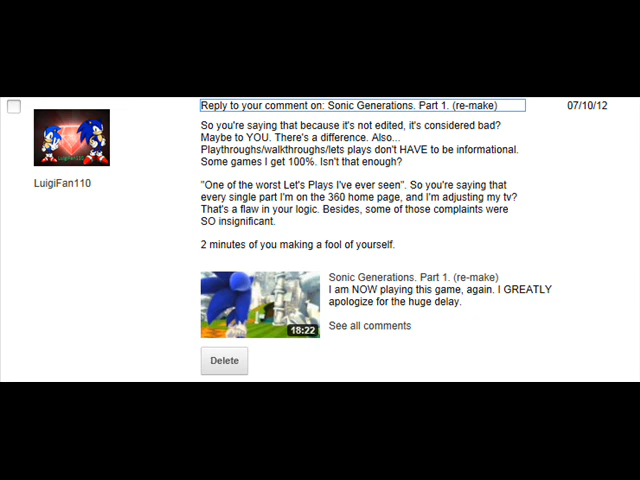 Reply to your comment on: Sonic Generations. Part 1. (re-make)
07/10/12
So you're saying that because it's not edited, it's considered bad?
Maybe to YOU. There's a difference. Also...
Playthroughs/walkthroughs/lets plays don't HAVE to be informational.
Some games I get 100%. Isn't that enough?
LuigiFan110
"One of the worst Let's Plays I've ever seen". So you're saying that
every single part I'm on the 360 home page, and I'm adjusting my tv?
That's a flaw in your logic. Besides, some of those complaints were
SO insignificant.
2 minutes of you making a fool of yourself.
Sonic Generations. Part 1. (re-make)
I am NOW playing this game, again. I GREATLY
apologize for the huge delay.
18:22
See all comments
Delete